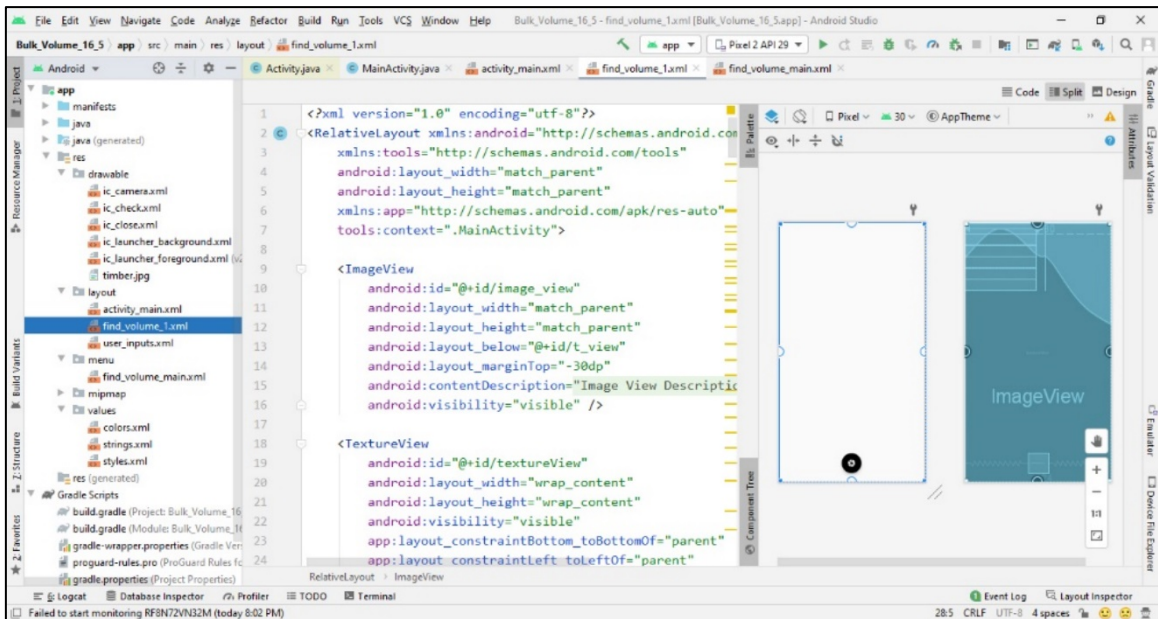 File Edit View Navigate Code Analyze Refactor Build Run Tools VCS Window Help Bulk_Volume_16_5 - find_volume_1.xml [Bulk_Volume_16_5.app] - Android Studio
Bulk_Volume_16_5 app src main res layout find_volume_1.xml app Pixel 2 API 29
Android Activity.java MainActivity.java activity_main.xml find_volume_1.xml find_volume_main.xml
Code Split Design
1: Project
Resource Manager
Build Variants
Z: Structure
2: Favorites
app
manifests
java
java (generated)
res
drawable
ic_camera.xml
ic_check.xml
ic_close.xml
ic_launcher_background.xml
ic_launcher_foreground.xml (v2
timber.jpg
layout
activity_main.xml
find_volume_1.xml
user_inputs.xml
menu
find_volume_main.xml
mipmap
values
colors.xml
strings.xml
styles.xml
res (generated)
Gradle Scripts
build.gradle (Project: Bulk_Volume_16
build.gradle (Module: Bulk_Volume_16
gradle-wrapper.properties (Gradle Ver
proguard-rules.pro (ProGuard Rules fo
gradle.properties (Project Properties)
1 <?xml version="1.0" encoding="utf-8"?>
2 <RelativeLayout xmlns:android="http://schemas.android.com
3 xmlns:tools="http://schemas.android.com/tools"
4 android:layout_width="match_parent"
5 android:layout_height="match_parent"
6 xmlns:app="http://schemas.android.com/apk/res-auto"
7 tools:context=".MainActivity">
8
9 <ImageView
10 android:id="@+id/image_view"
11 android:layout_width="match_parent"
12 android:layout_height="match_parent"
13 android:layout_below="@+id/t_view"
14 android:layout_marginTop="-30dp"
15 android:contentDescription="Image View Descriptio
16 android:visibility="visible" />
17
18 <TextureView
19 android:id="@+id/textureView"
20 android:layout_width="wrap_content"
21 android:layout_height="wrap_content"
22 android:visibility="visible"
23 app:layout_constraintBottom_toBottomOf="parent"
24 app:layout_constraintLeft_toLeftOf="parent"
RelativeLayout ImageView
Palette
Component Tree
Pixel 30 AppTheme
ImageView
1:1
Attributes
Gradle
Layout Validation
Emulator
Device File Explorer
6: Logcat Database Inspector Profiler TODO Terminal Event Log Layout Inspector
Failed to start monitoring RF8N72VN32M (today 8:02 PM) 28:5 CRLF UTF-8 4 spaces